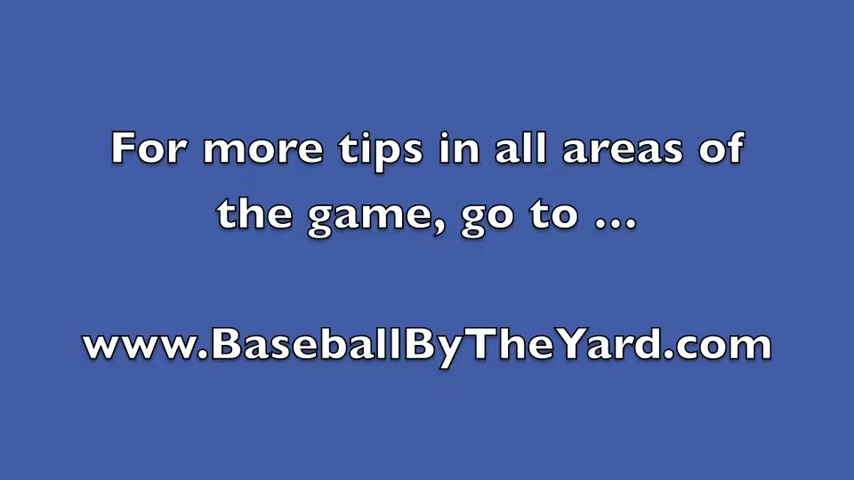 For more tips in all areas of
the game, go to ...
www.BaseballByTheYard.com